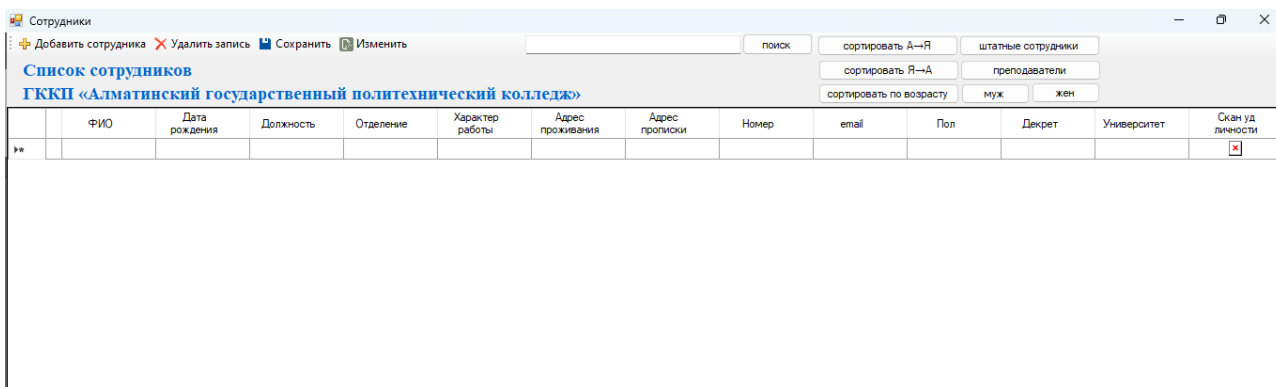 Сотрудники
Добавить сотрудника Удалить запись Сохранить Изменить поиск сортировать А→Я штатные сотрудники
Список сотрудников сортировать Я→А преподаватели
ГККП «Алматинский государственный политехнический колледж» сортировать по возрасту муж жен
ФИО Дата рождения Должность Отделение Характер работы Адрес проживания Адрес прописки Номер email Пол Декрет Университет Скан уд личности